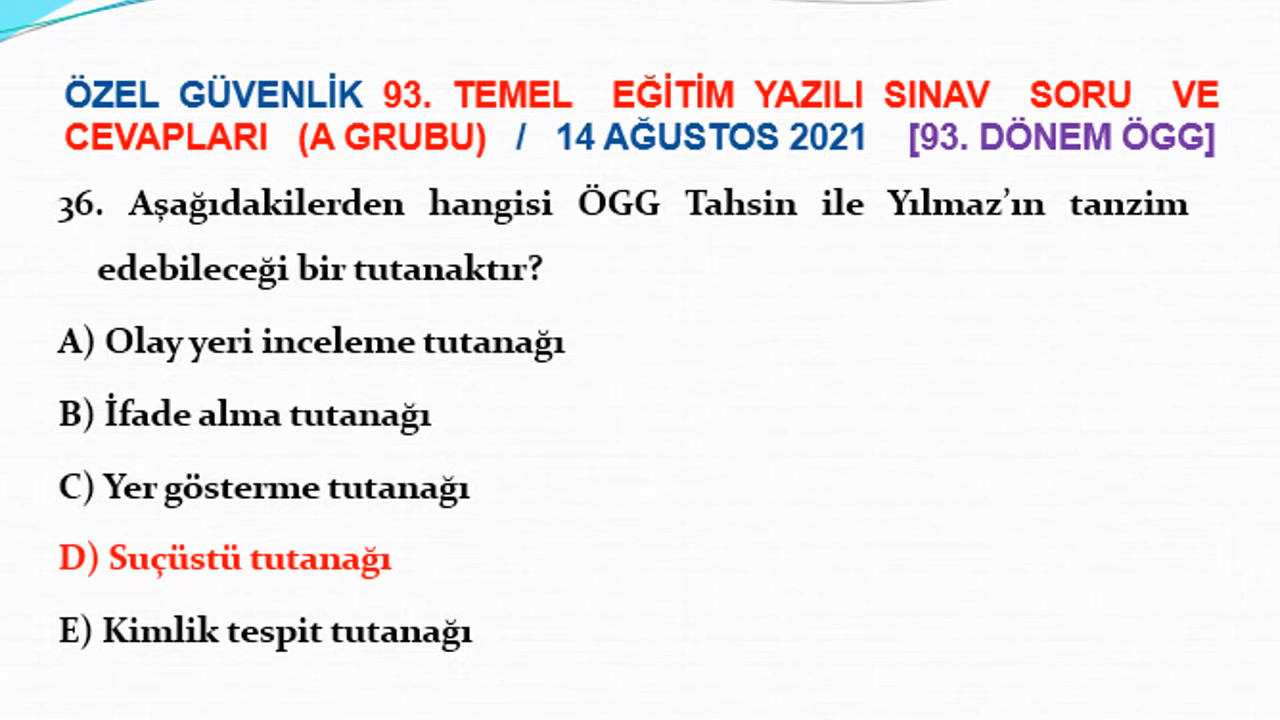 ÖZEL GÜVENLİK 93. TEMEL EĞİTİM YAZILI SINAV SORU VE
CEVAPLARI (A GRUBU) / 14 AĞUSTOS 2021 [93. DÖNEM ÖGG]
36. Aşağıdakilerden hangisi ÖGG Tahsin ile Yılmaz’ın tanzim
edebileceği bir tutanaktır?
A) Olay yeri inceleme tutanağı
B) İfade alma tutanağı
C) Yer gösterme tutanağı
D) Suçüstü tutanağı
E) Kimlik tespit tutanağı